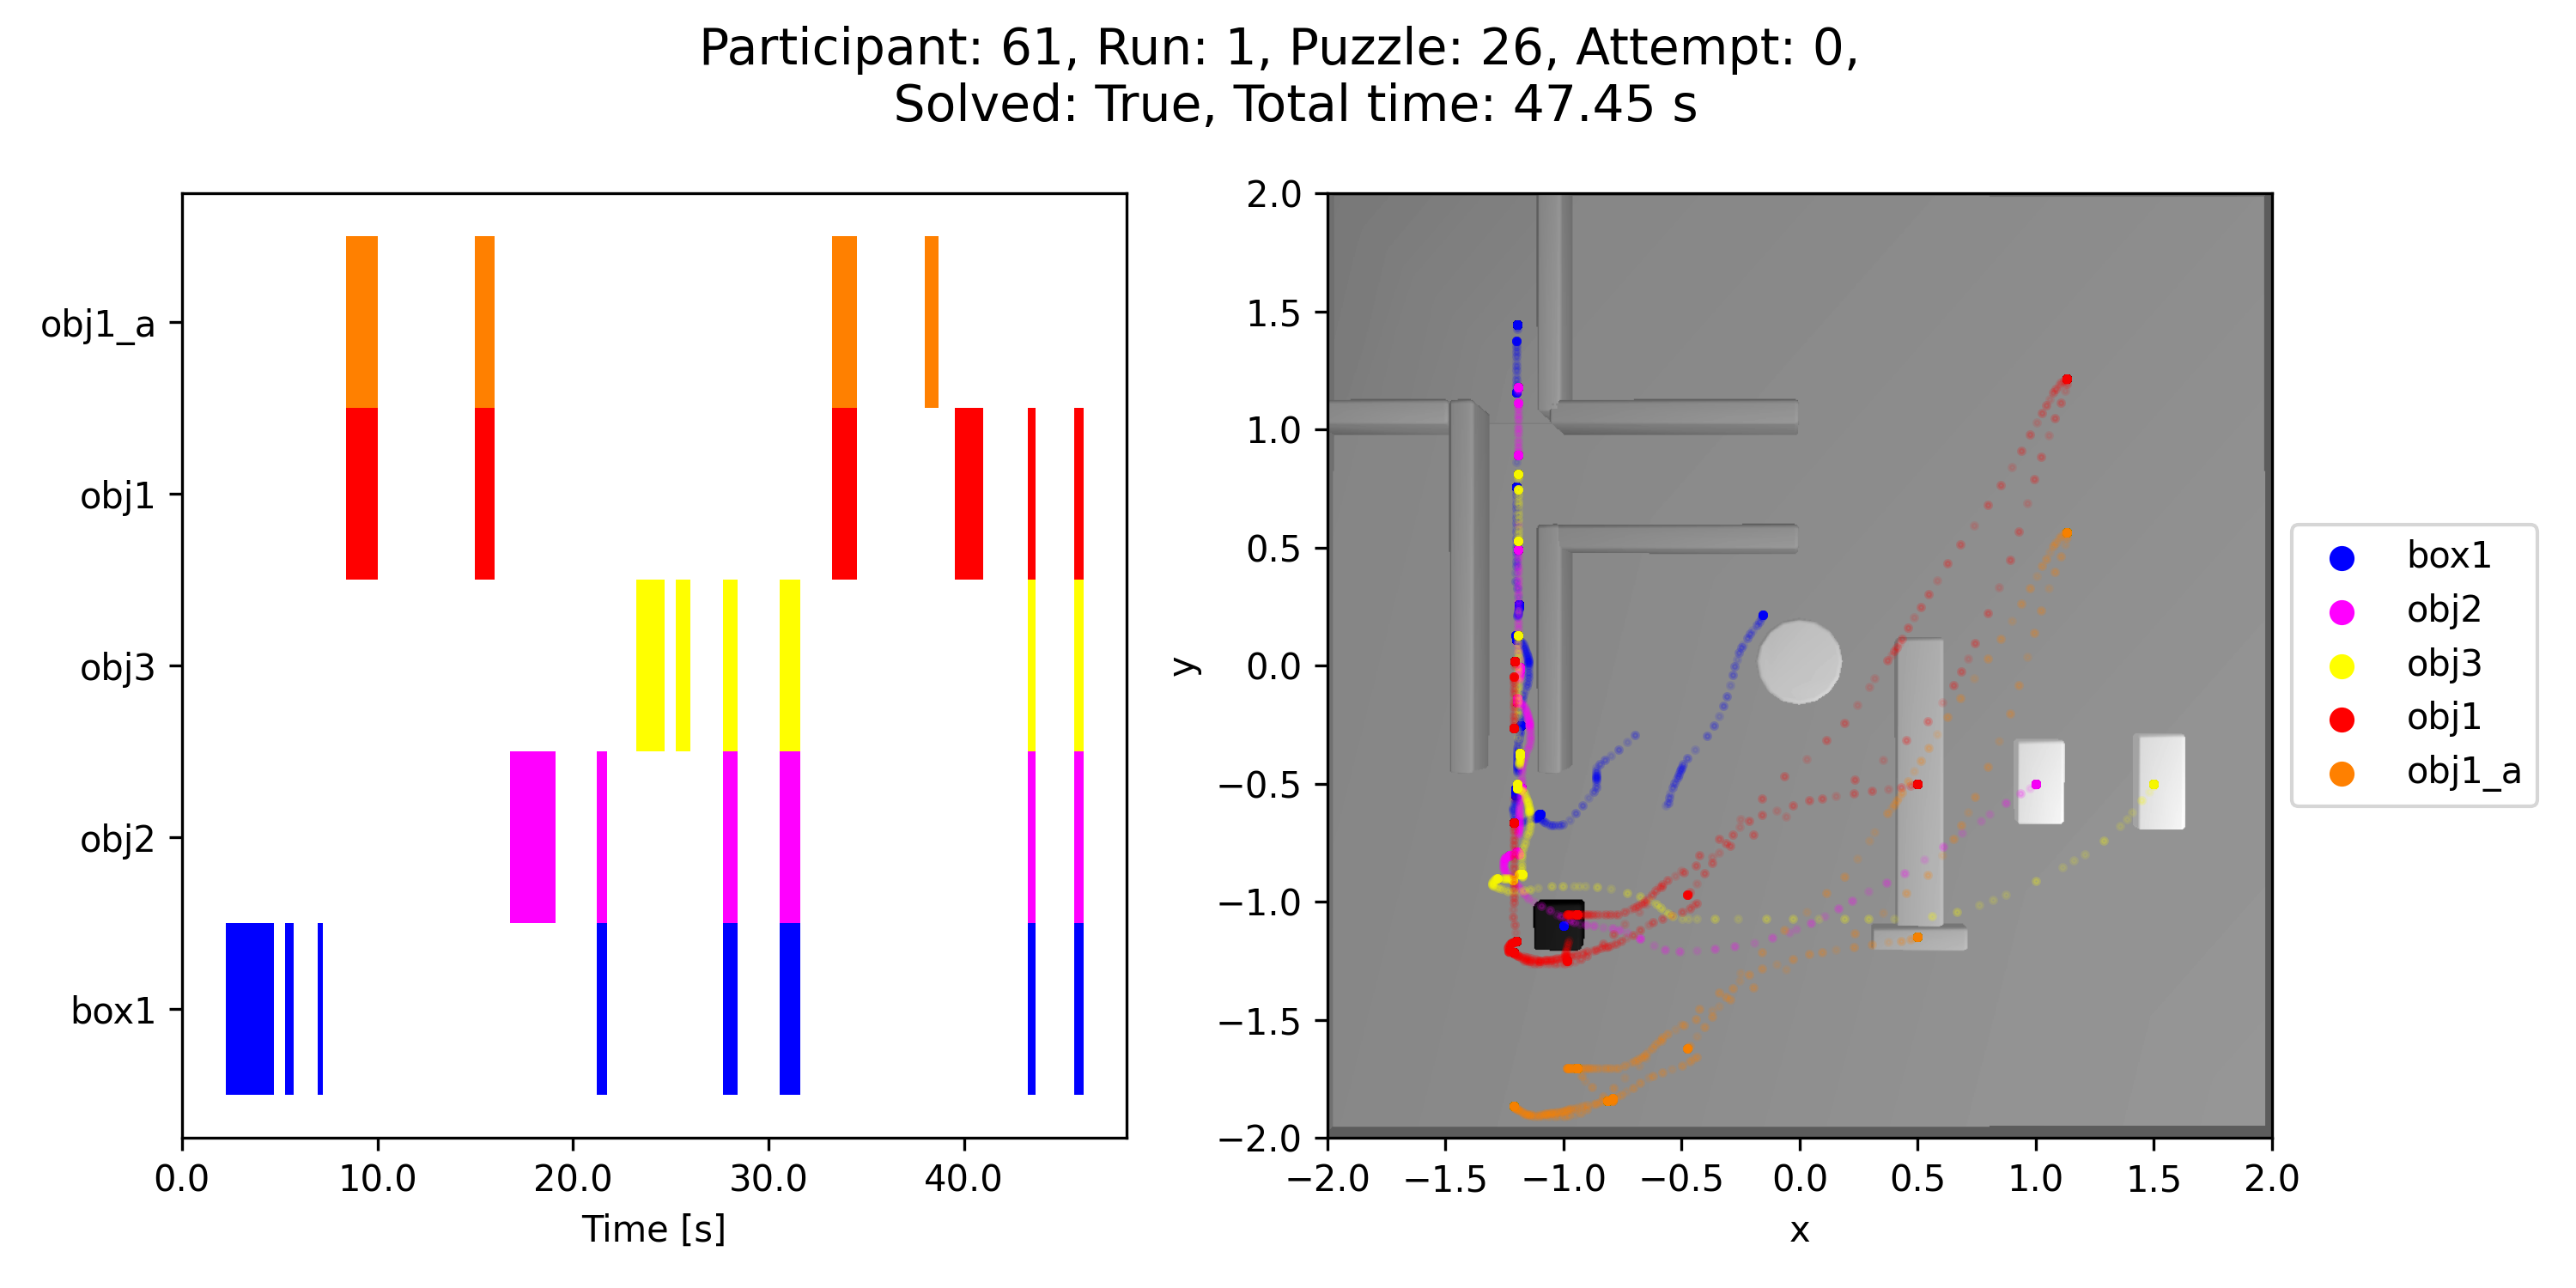 Participant: 61, Run: 1, Puzzle: 26, Attempt: 0,
Solved: True, Total time: 47.45 s
obj1_a
obj1
obj3
obj2
box1
0.0 10.0 20.0 30.0 40.0
Time [s]
2.0
1.5
1.0
0.5
0.0
−0.5
−1.0
−1.5
−2.0
y
−2.0 −1.5 −1.0 −0.5 0.0 0.5 1.0 1.5 2.0
x
box1
obj2
obj3
obj1
obj1_a